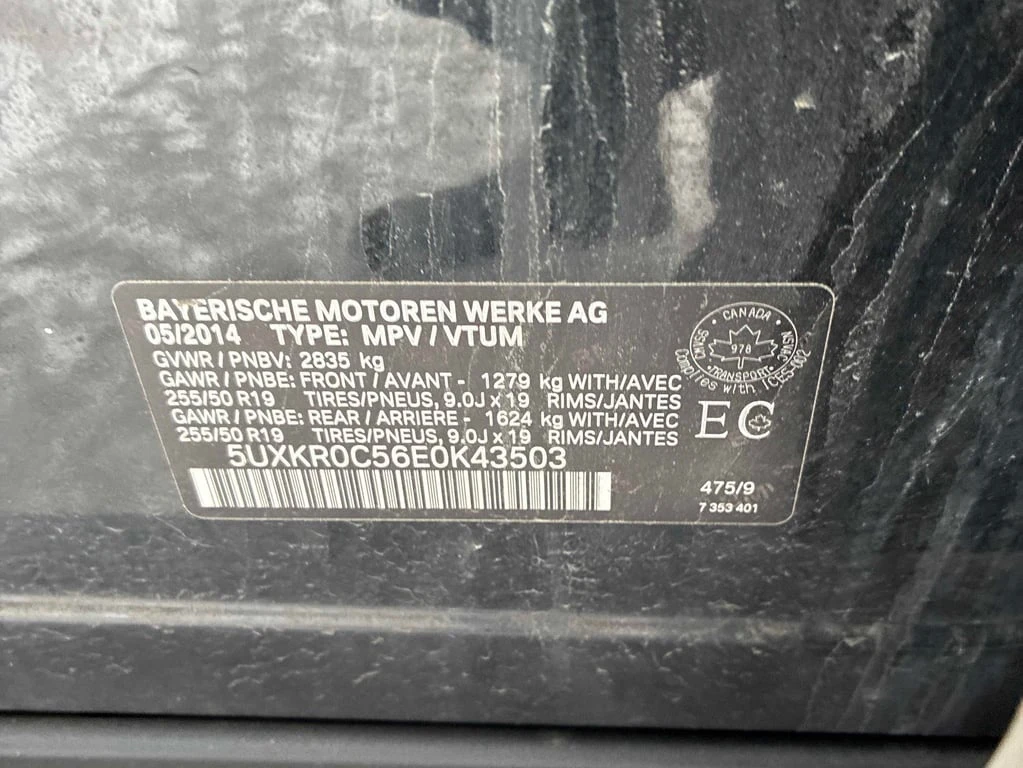 BAYERISCHE MOTOREN WERKE AG
05/2014 TYPE: MPV / VTUM
GVWR / PNBV: 2835 kg
GAWR / PNBE: FRONT / AVANT - 1279 kg WITH/AVEC
255/50 R19 TIRES/PNEUS, 9.0J x 19 RIMS/JANTES
GAWR / PNBE: REAR / ARRIERE - 1624 kg WITH/AVEC
255/50 R19 TIRES/PNEUS, 9.0J x 19 RIMS/JANTES
5UXKR0C56E0K43503
CANADA
CMVSS
NSVAC
978
TRANSPORT
Complies with ICES-002
EC
475/9
7 353 401